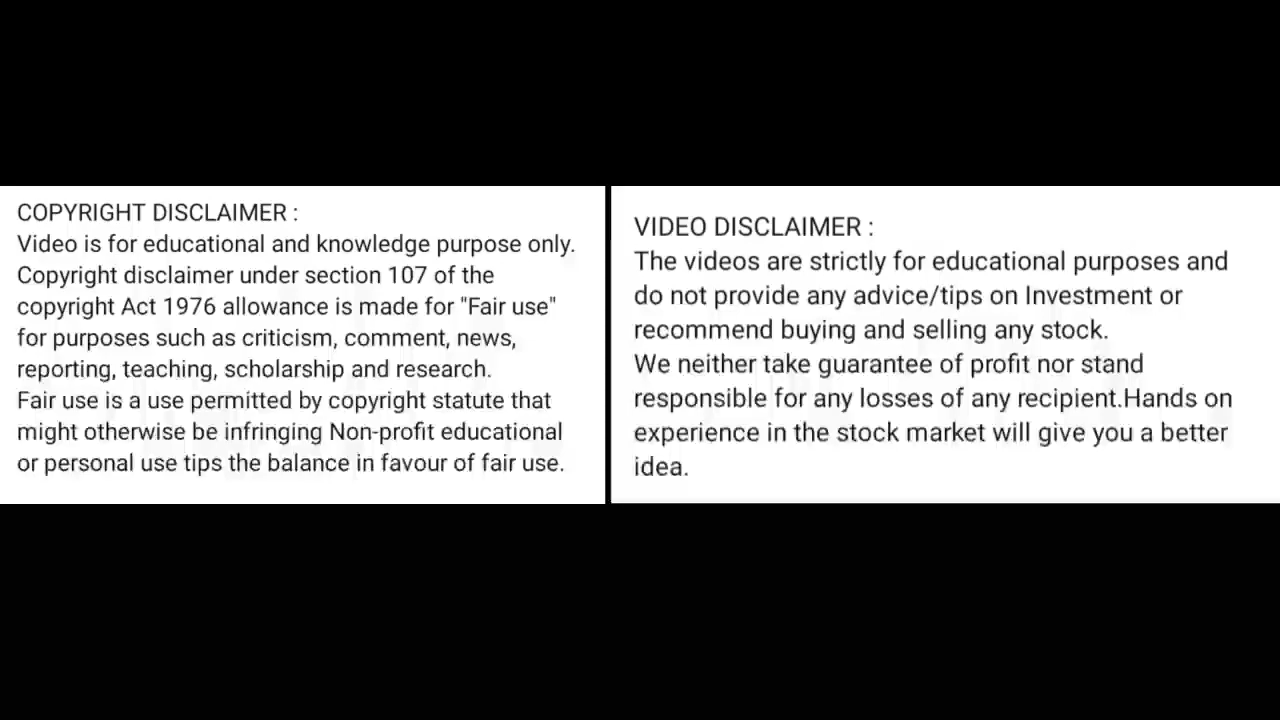 COPYRIGHT DISCLAIMER :
Video is for educational and knowledge purpose only.
Copyright disclaimer under section 107 of the
copyright Act 1976 allowance is made for "Fair use"
for purposes such as criticism, comment, news,
reporting, teaching, scholarship and research.
Fair use is a use permitted by copyright statute that
might otherwise be infringing Non-profit educational
or personal use tips the balance in favour of fair use.
VIDEO DISCLAIMER :
The videos are strictly for educational purposes and
do not provide any advice/tips on Investment or
recommend buying and selling any stock.
We neither take guarantee of profit nor stand
responsible for any losses of any recipient.Hands on
experience in the stock market will give you a better
idea.